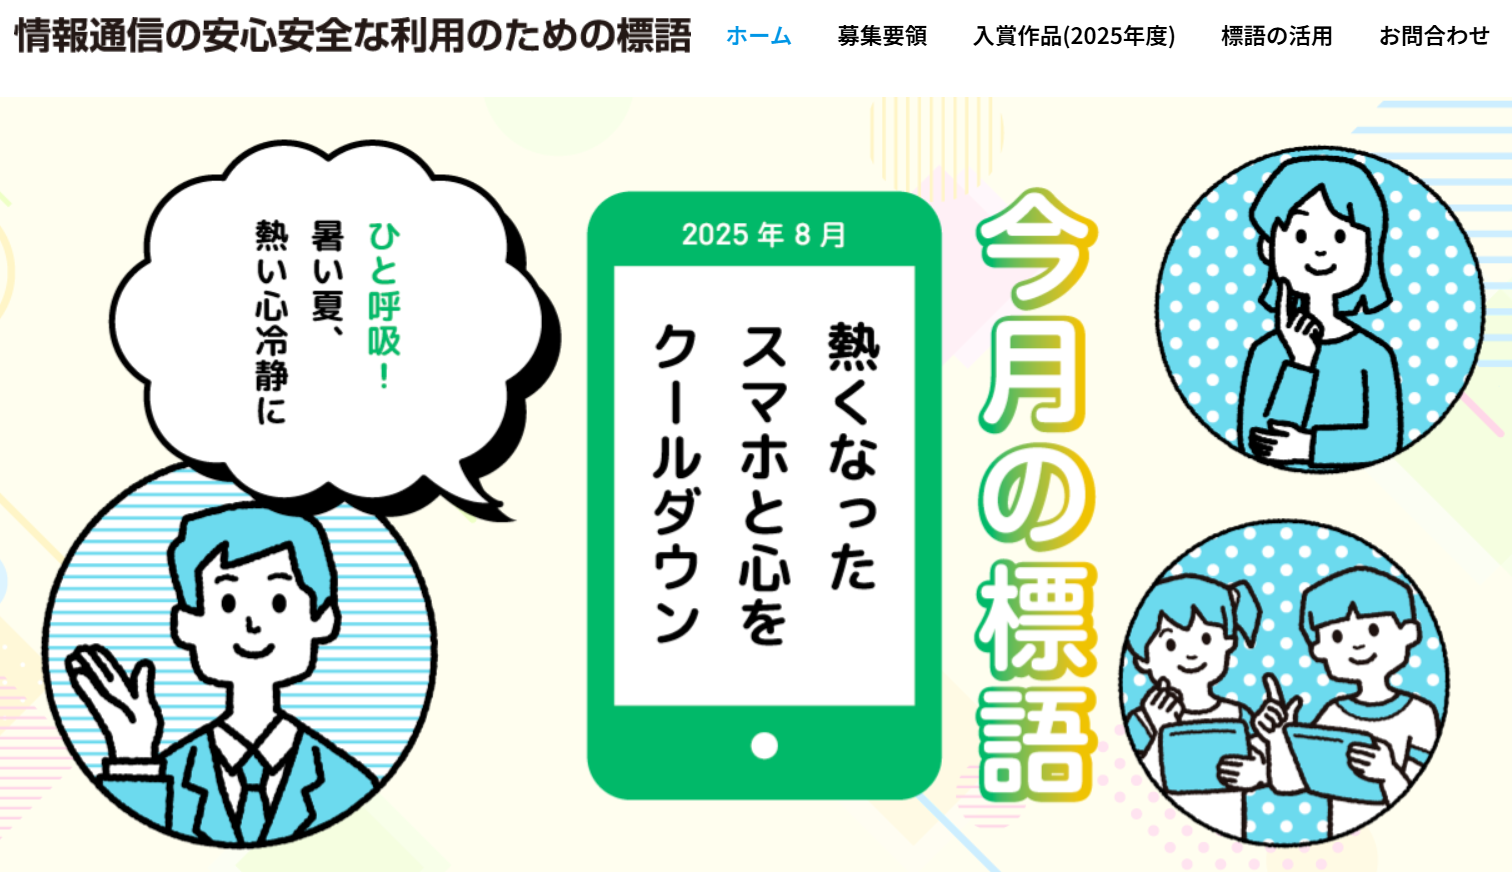 情報通信の安心安全な利用のための標語
ホーム
募集要領
入賞作品(2025年度)
標語の活用
お問合わせ
今月の標語
2025年8月
熱くなった
スマホと心を
クールダウン
ひと呼吸！
暑い夏、
熱い心冷静に